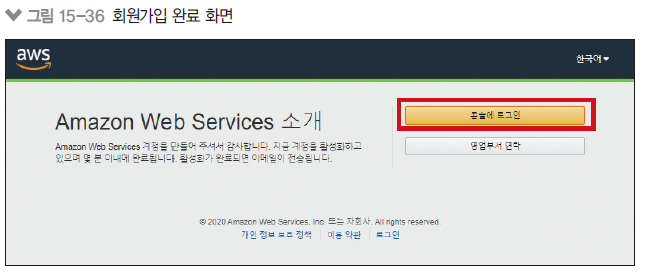 그림 15-36 회원가입 완료 화면
aws
한국어
Amazon Web Services 소개
콘솔에 로그인
Amazon Web Services 계정을 만들어 주셔서 감사합니다. 지금 계정을 활성화하고
있으며 몇 분 이내에 완료됩니다. 활성화가 완료되면 이메일이 전송됩니다.
영업부서 연락
© 2020 Amazon Web Services, Inc. 또는 자회사. All rights reserved.
개인 정보 보호 정책 | 이용 약관 | 로그인